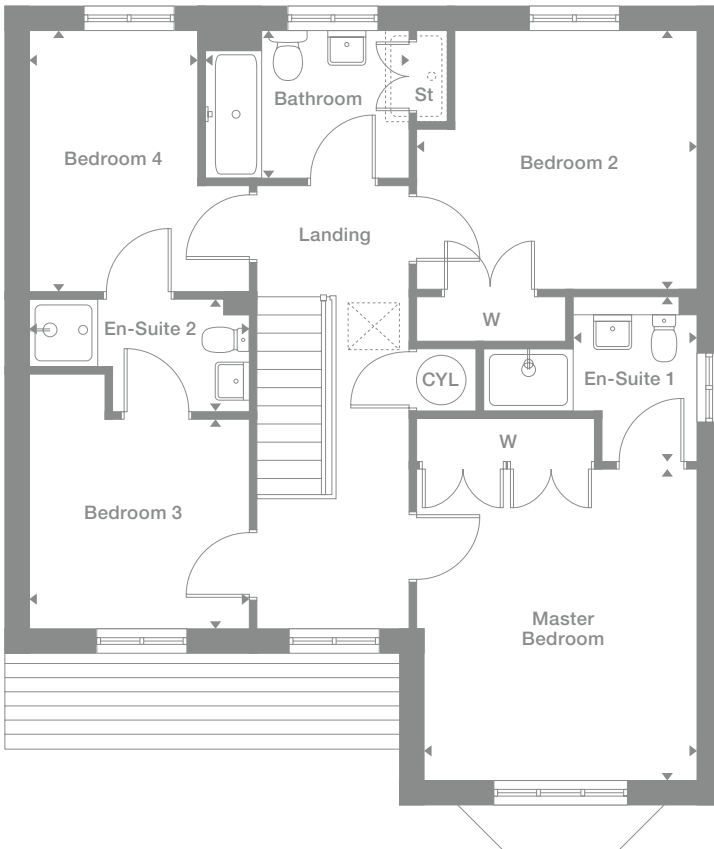 Bathroom
St
Bedroom 4
Bedroom 2
Landing
En-Suite 2
W
CYL
En-Suite 1
W
Bedroom 3
Master
Bedroom